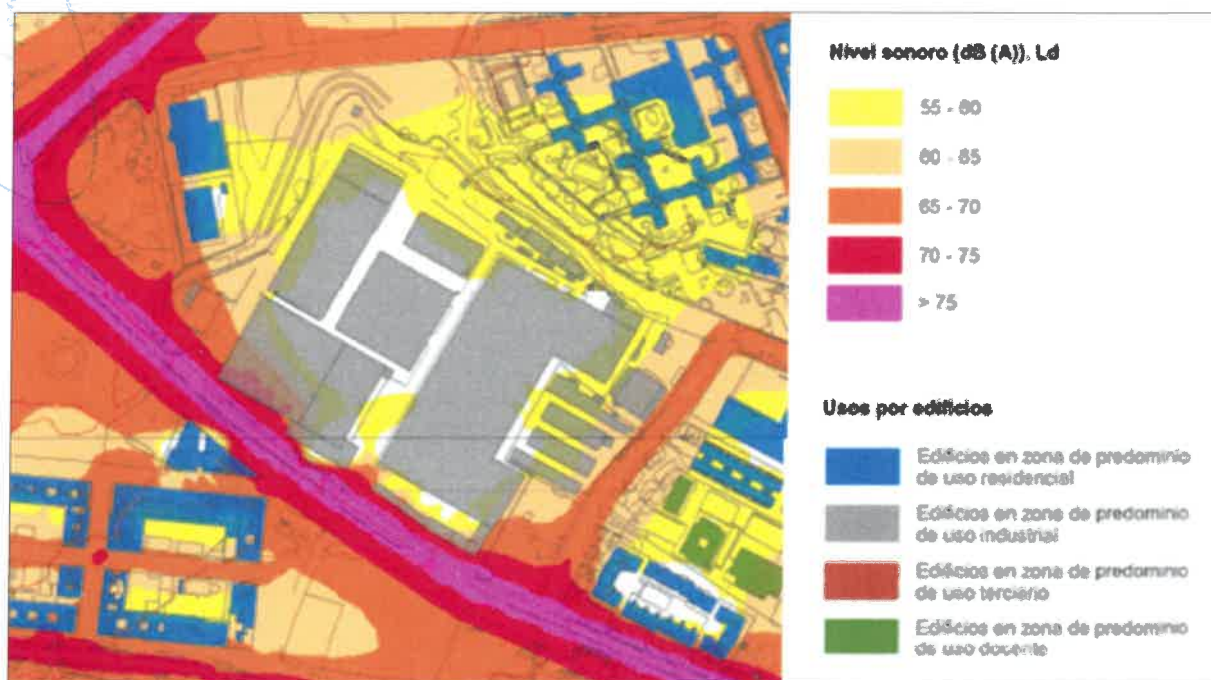 Nivel sonoro (dB (A)). Ld
55 - 60
60 - 65
65 - 70
70 - 75
> 75
Usos por edificios
Edificios en zona de predominio
de uso residencial
Edificios en zona de predominio
de uso industrial
Edificios en zona de predominio
de uso terciario
Edificios en zona de predominio
de uso docente